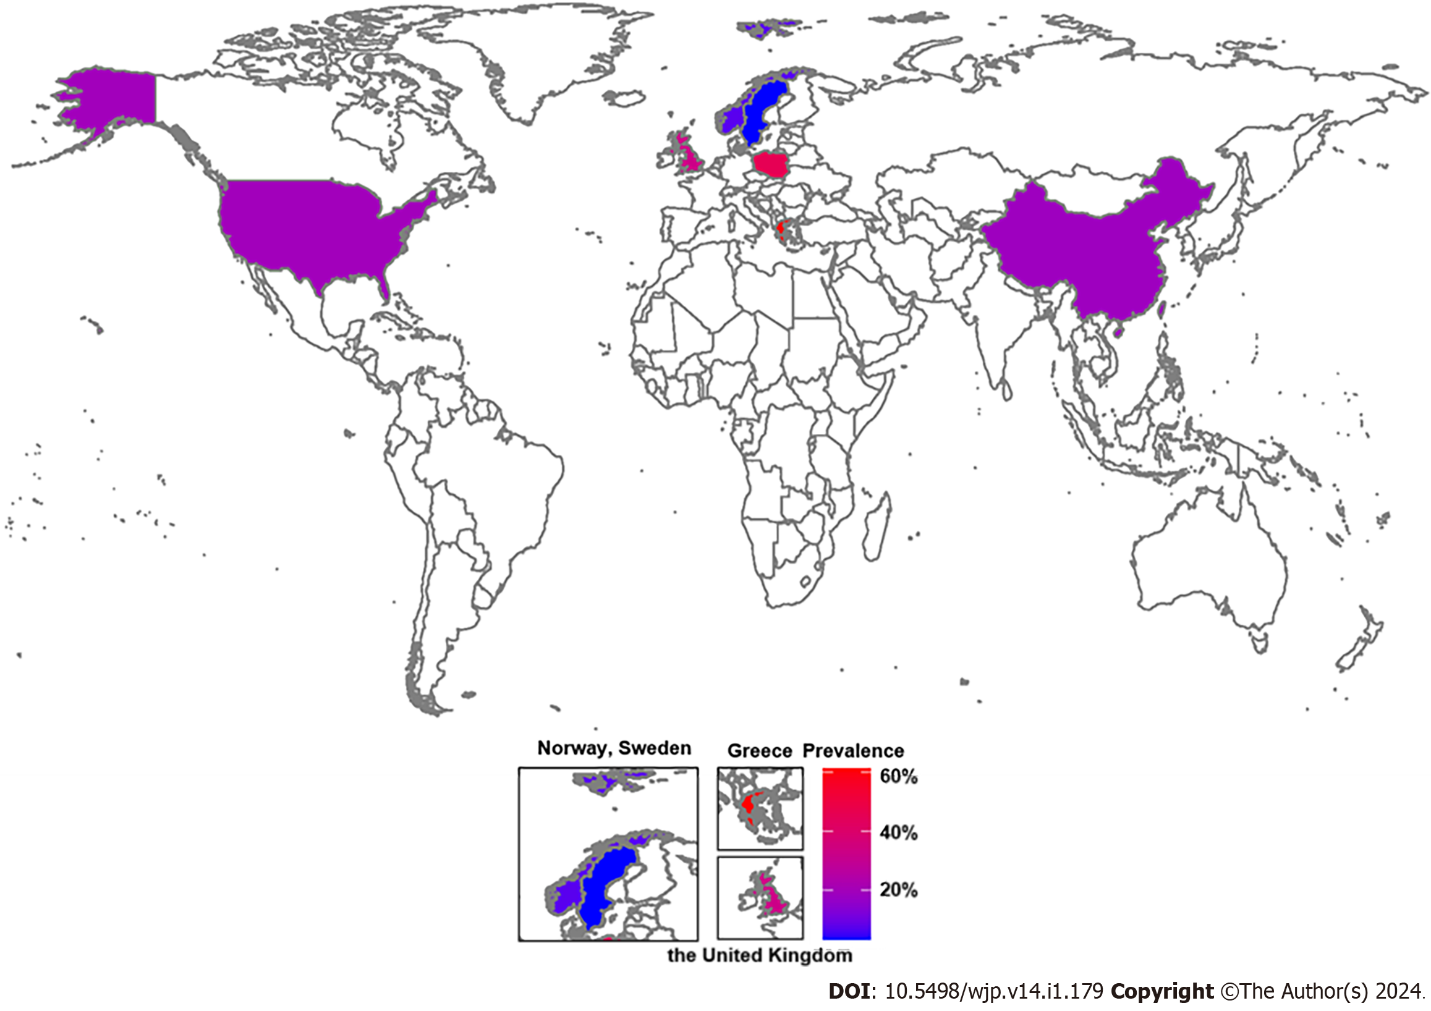 Norway, Sweden
Greece
Prevalence
60%
40%
20%
the United Kingdom
DOI: 10.5498/wjp.v14.i1.179 Copyright ©The Author(s) 2024.